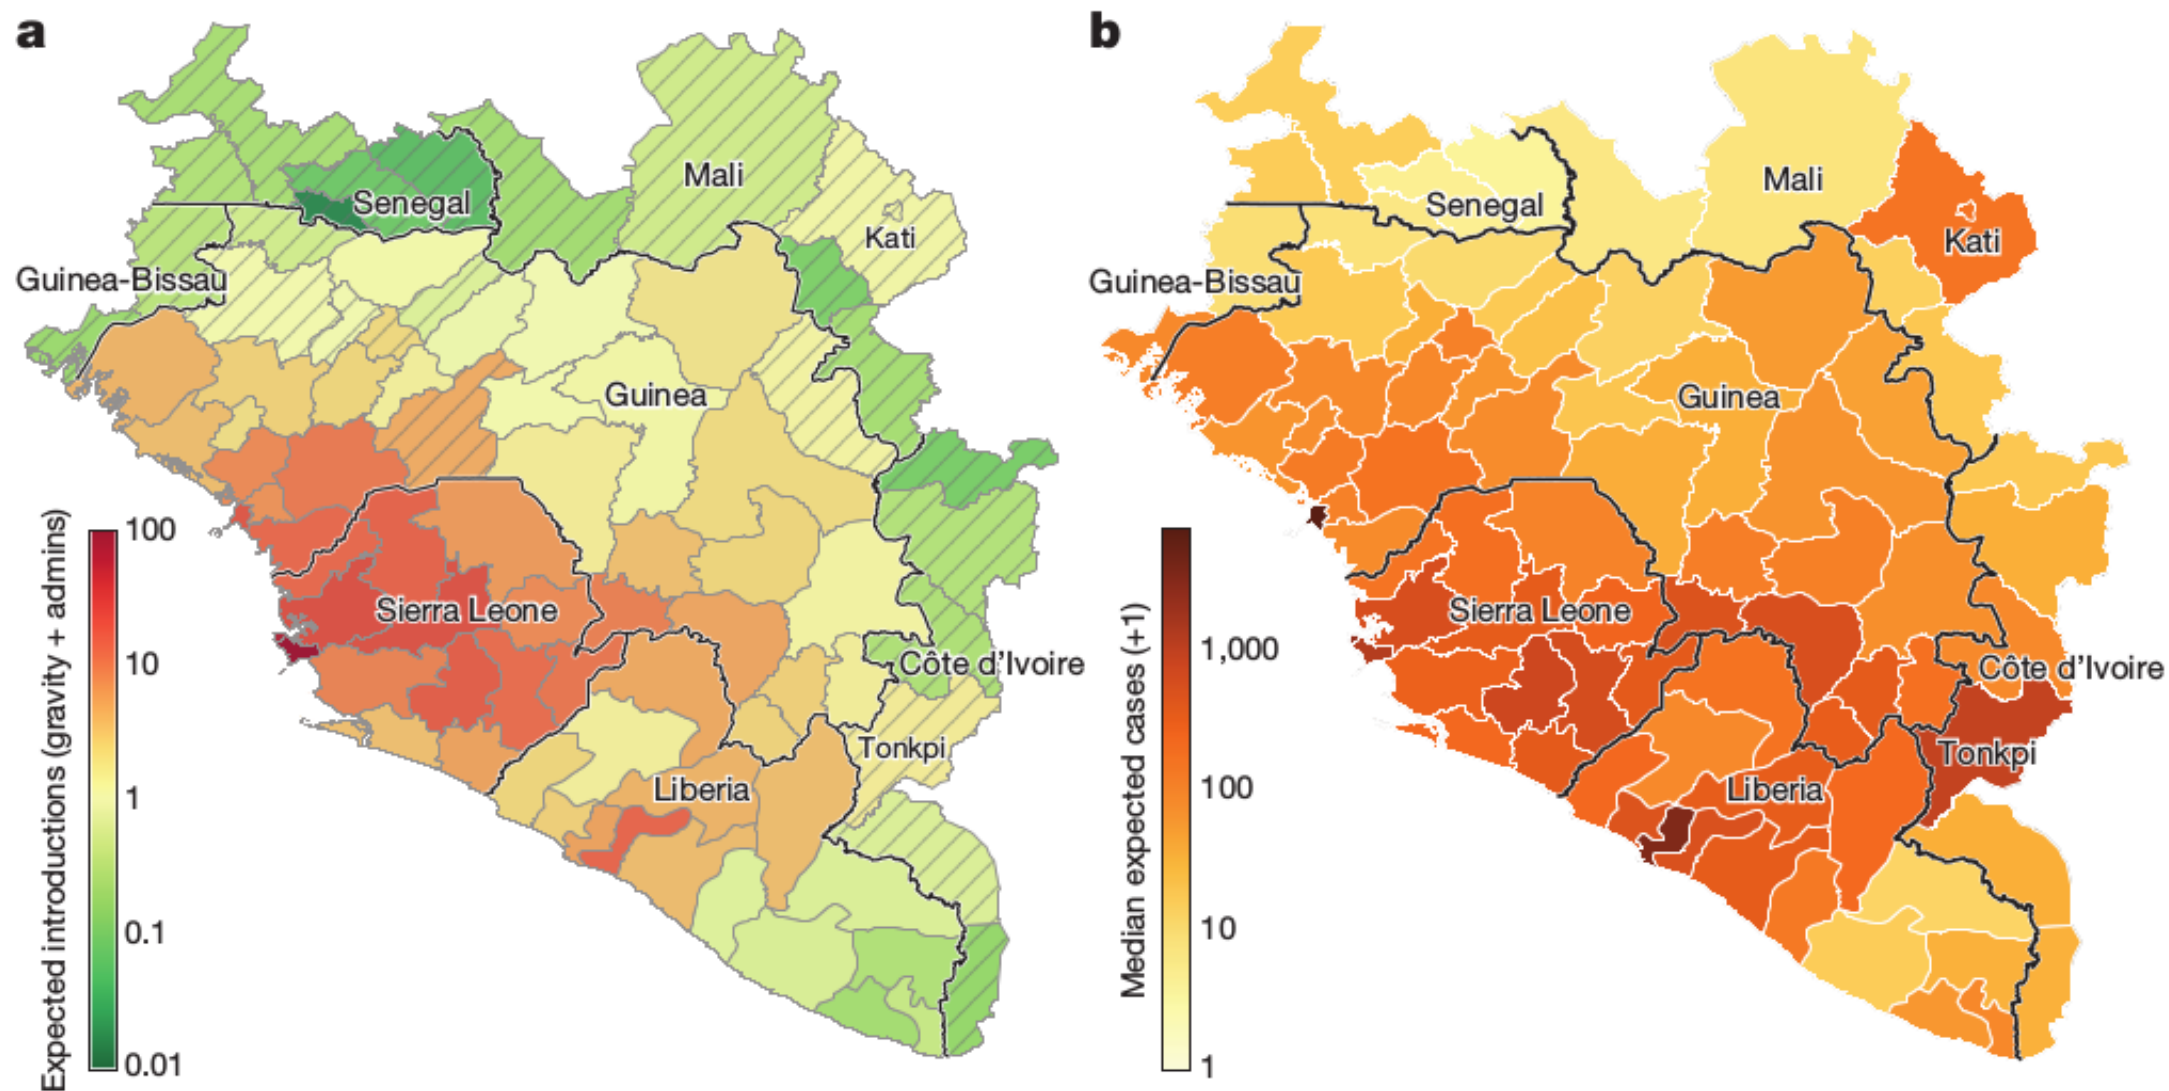 a
Mali
Senegal
Kati
Guinea-Bissau
Guinea
Sierra Leone
Côte d'Ivoire
Tonkpi
Liberia
Expected introductions (gravity + admins)
100
10
1
0.1
0.01
b
Mali
Senegal
Kati
Guinea-Bissau
Guinea
Sierra Leone
Côte d'Ivoire
Tonkpi
Liberia
Median expected cases (+1)
1,000
100
10
1